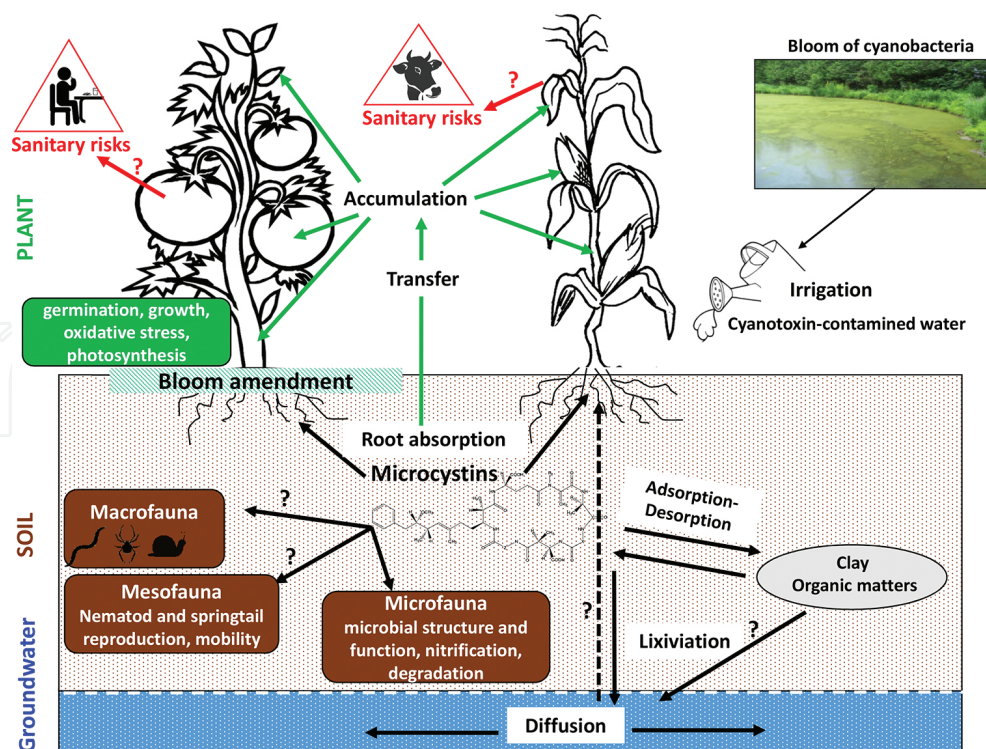 Bloom of cyanobacteria
?
Sanitary risks
?
Sanitary risks
Accumulation
PLANT
Transfer
Irrigation
Cyanotoxin-contaminated water
germination, growth,
oxidative stress,
photosynthesis
Bloom amendment
Root absorption
Microcystins
Adsorption-
Desorption
?
Macrofauna
SOIL
?
Clay
Organic matters
Mesofauna
Nematod and springtail
reproduction, mobility
Microfauna
microbial structure and
function, nitrification,
degradation
?
Lixiviation
?
Groundwater
Diffusion